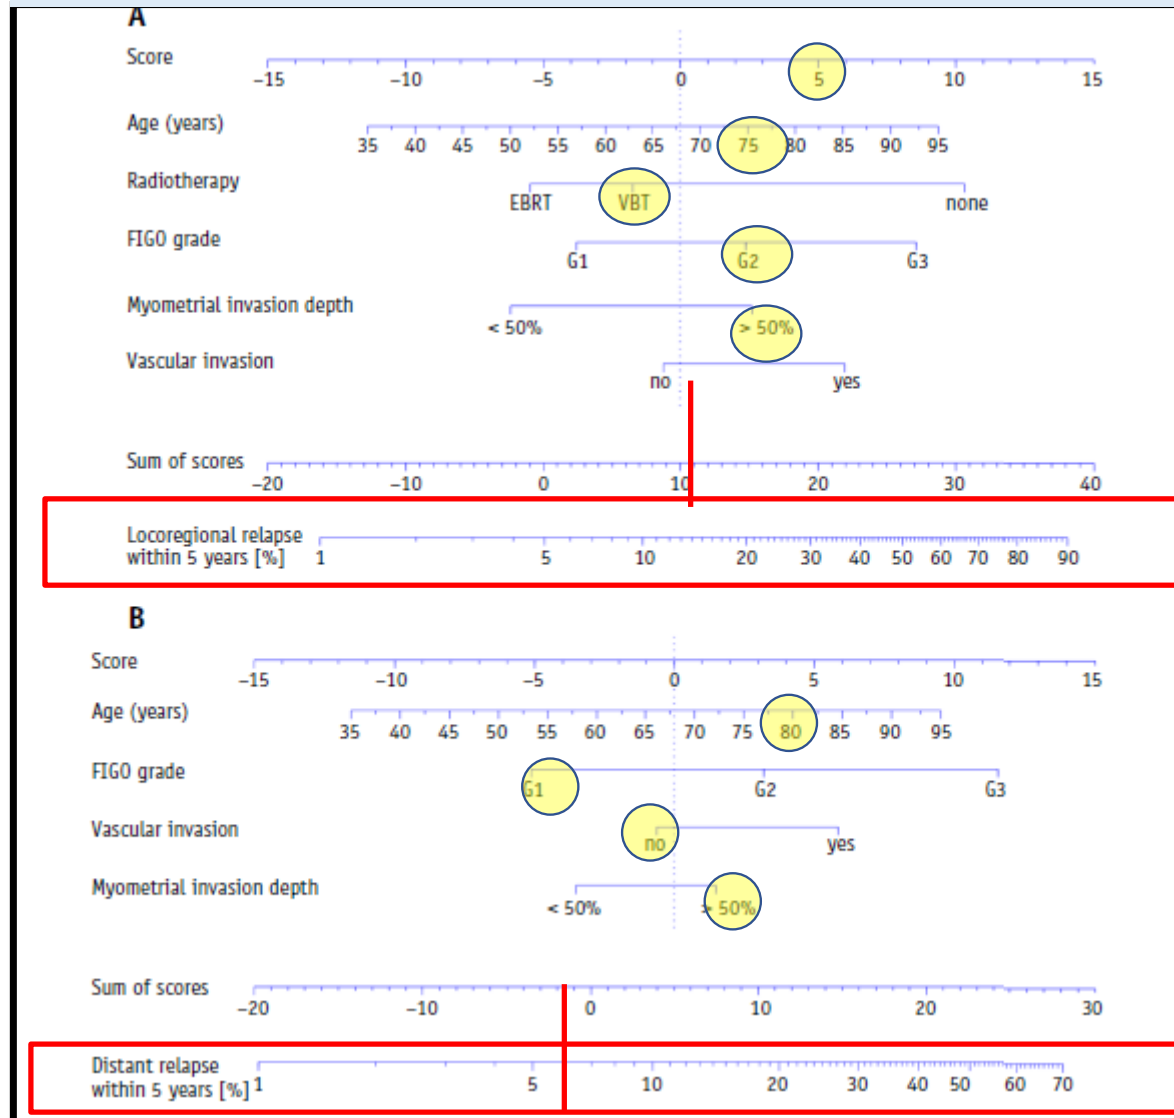 A
Score
−15 −10 −5 0 5 10 15
Age (years)
35 40 45 50 55 60 65 70 75 80 85 90 95
Radiotherapy
EBRT VBT none
FIGO grade
G1 G2 G3
Myometrial invasion depth
< 50% > 50%
Vascular invasion
no yes
Sum of scores
−20 −10 0 10 20 30 40
Locoregional relapse
within 5 years [%] 1 5 10 20 30 40 50 60 70 80 90
B
Score
−15 −10 −5 0 5 10 15
Age (years)
35 40 45 50 55 60 65 70 75 80 85 90 95
FIGO grade
G1 G2 G3
Vascular invasion
no yes
Myometrial invasion depth
< 50% > 50%
Sum of scores
−20 −10 0 10 20 30
Distant relapse
within 5 years [%] 1 5 10 20 30 40 50 60 70